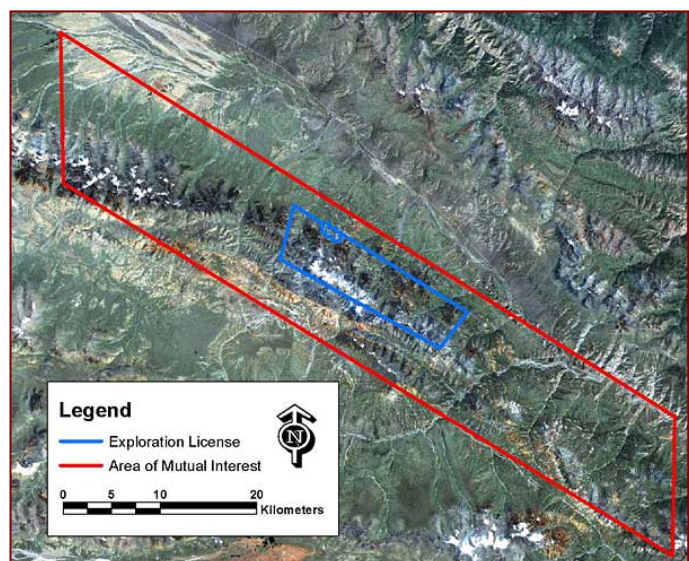 Legend
N
Exploration License
Area of Mutual Interest
0 5 10 20
Kilometers